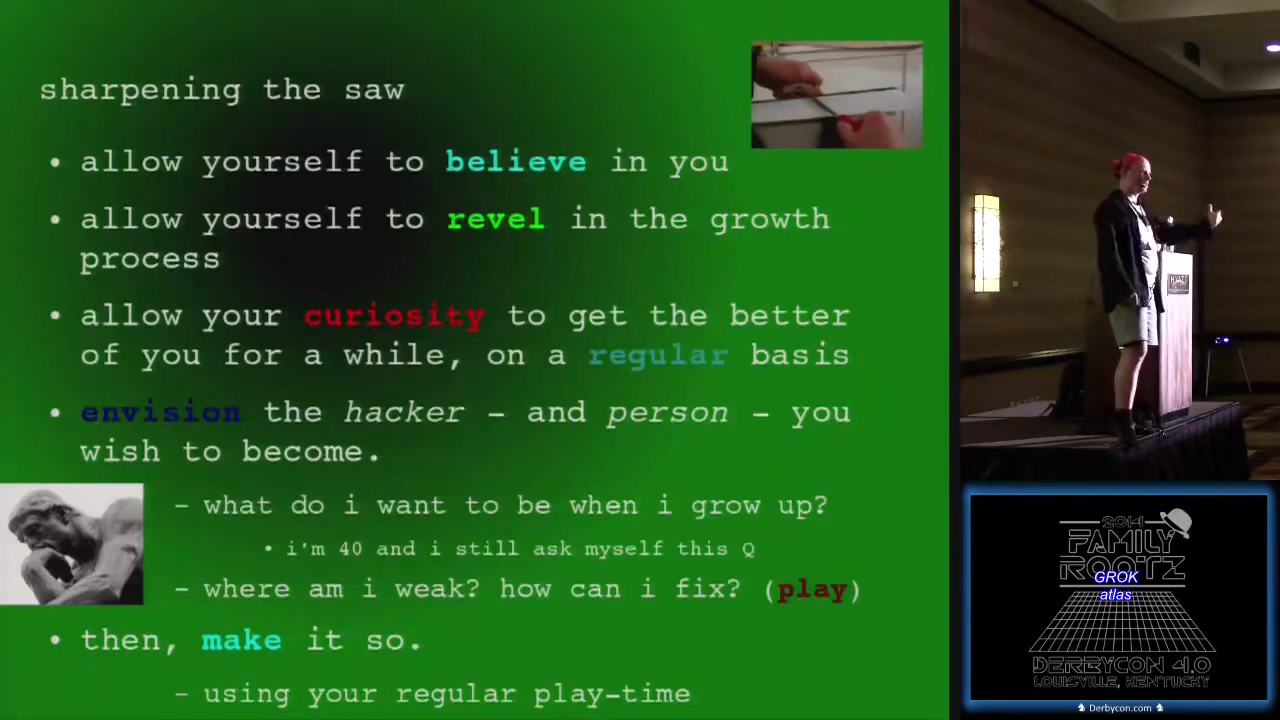 sharpening the saw
• allow yourself to believe in you
• allow yourself to revel in the growth
process
• allow your curiosity to get the better
of you for a while, on a regular basis
• envision the hacker – and person – you
wish to become.
– what do i want to be when i grow up?
• i'm 40 and i still ask myself this Q
– where am i weak? how can i fix? (play)
• then, make it so.
– using your regular play-time
HYATT
2014
FAMILY
ROOTZ
GROK
atlas
DERBYCON 4.0
LOUISVILLE, KENTUCKY
Derbycon.com